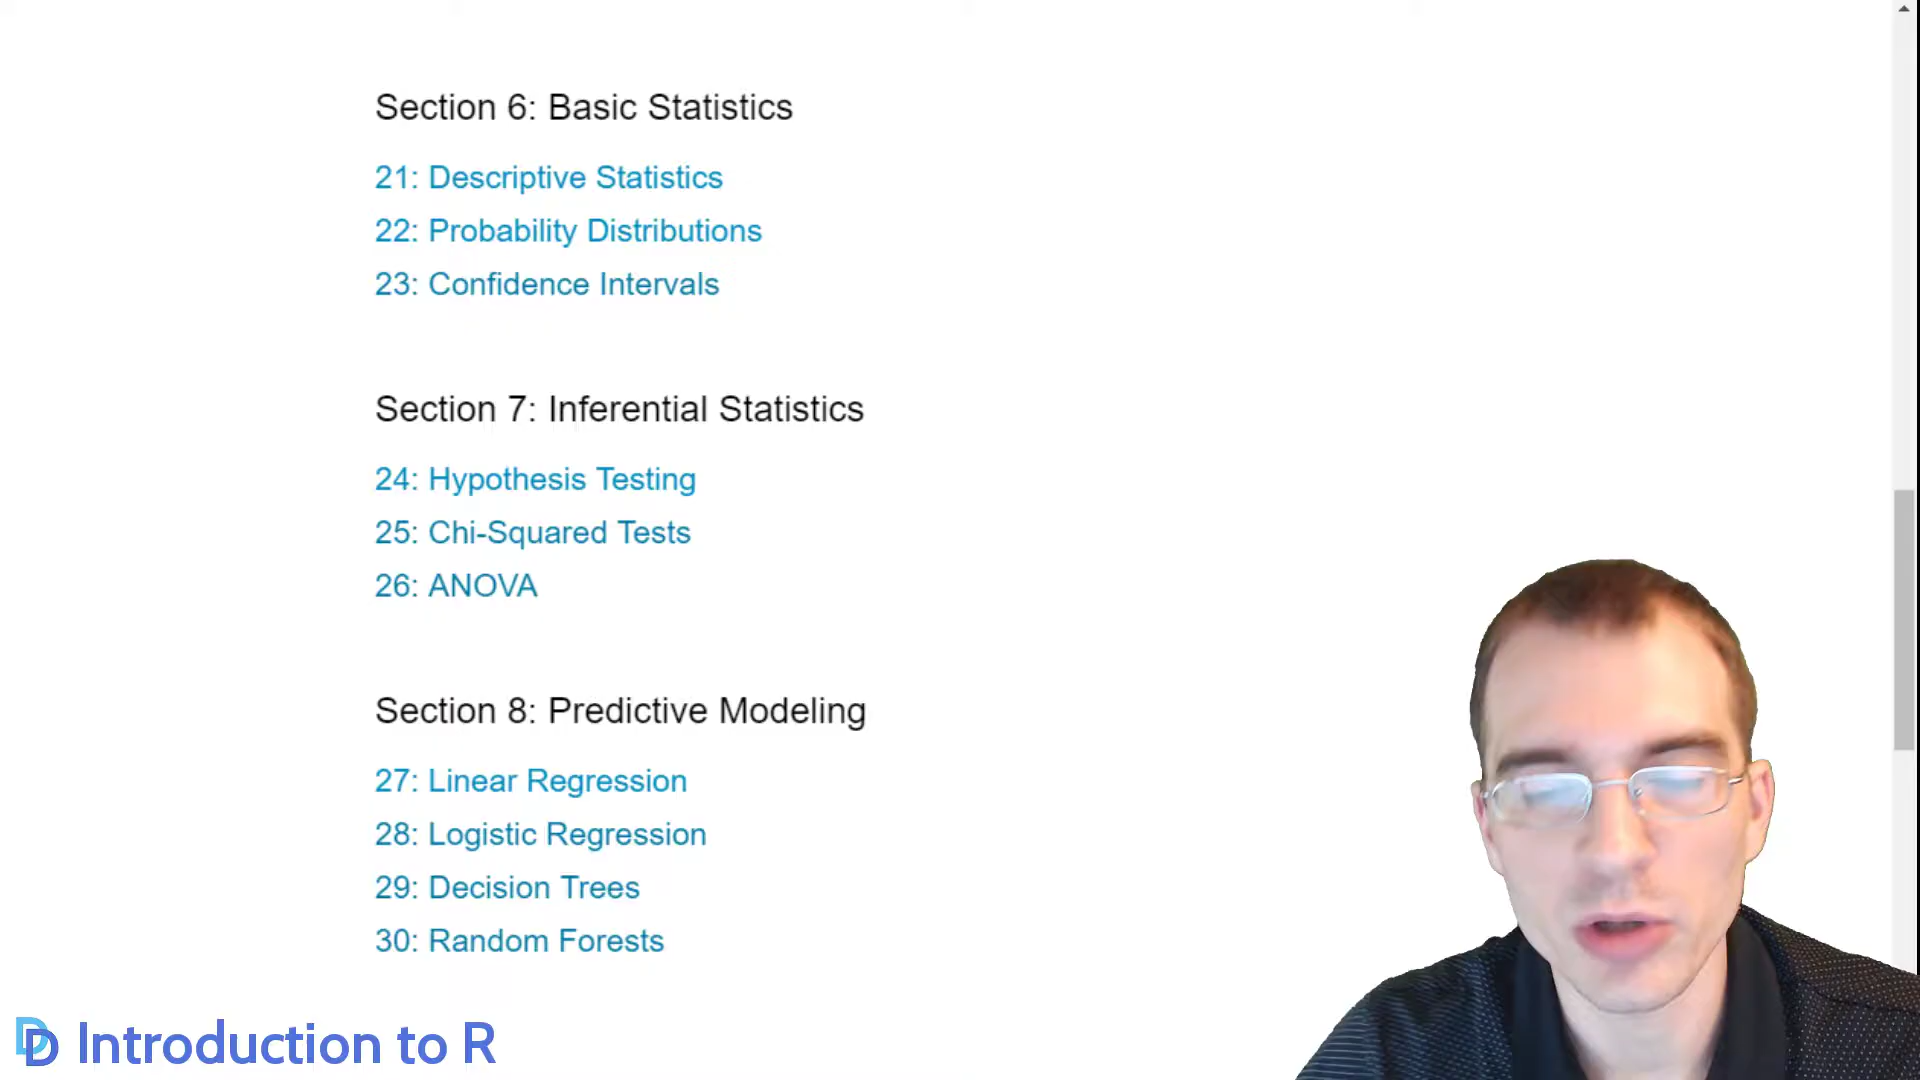 Section 6: Basic Statistics
21: Descriptive Statistics
22: Probability Distributions
23: Confidence Intervals
Section 7: Inferential Statistics
24: Hypothesis Testing
25: Chi-Squared Tests
26: ANOVA
Section 8: Predictive Modeling
27: Linear Regression
28: Logistic Regression
29: Decision Trees
30: Random Forests
DD Introduction to R